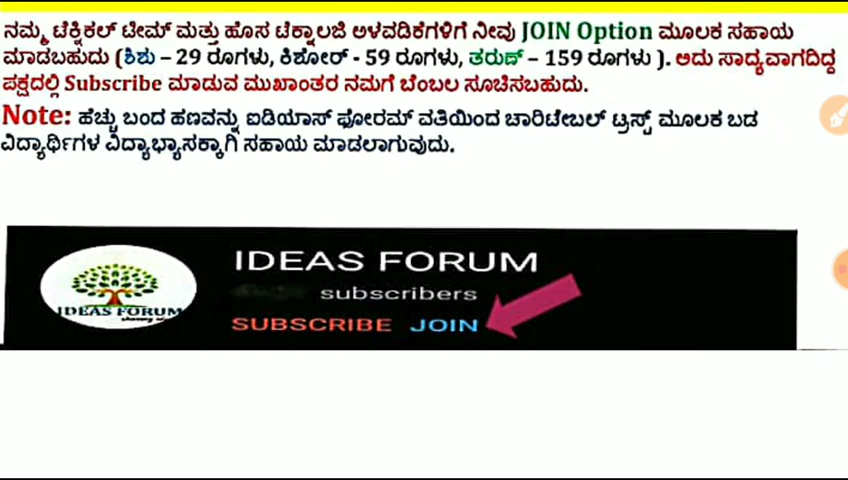 ನಮ್ಮ ಟೆಕ್ನಿಕಲ್ ಟೀಮ್ ಮತ್ತು ಹೊಸ ಟೆಕ್ನಾಲಜಿ ಅಳವಡಿಕೆಗಳಿಗೆ ನೀವು JOIN Option ಮೂಲಕ ಸಹಾಯ
ಮಾಡಬಹುದು (ಶಿಶು – 29 ರೂಗಳು, ಕಿಶೋರ್ - 59 ರೂಗಳು, ತರುಣ್ – 159 ರೂಗಳು ). ಅದು ಸಾದ್ಯವಾಗದಿದ್ದ
ಪಕ್ಷದಲ್ಲಿ Subscribe ಮಾಡುವ ಮುಖಾಂತರ ನಮಗೆ ಬೆಂಬಲ ಸೂಚಿಸಬಹುದು.
Note: ಹೆಚ್ಚು ಬಂದ ಹಣವನ್ನು ಐಡಿಯಾಸ್ ಫೋರಮ್ ವತಿಯಿಂದ ಚಾರಿಟೇಬಲ್ ಟ್ರಸ್ಟ್ ಮೂಲಕ ಬಡ
ವಿದ್ಯಾರ್ಥಿಗಳ ವಿದ್ಯಾಭ್ಯಾಸಕ್ಕಾಗಿ ಸಹಾಯ ಮಾಡಲಾಗುವುದು.
IDEAS FORUM
subscribers
SUBSCRIBE JOIN
IDEAS FORUM